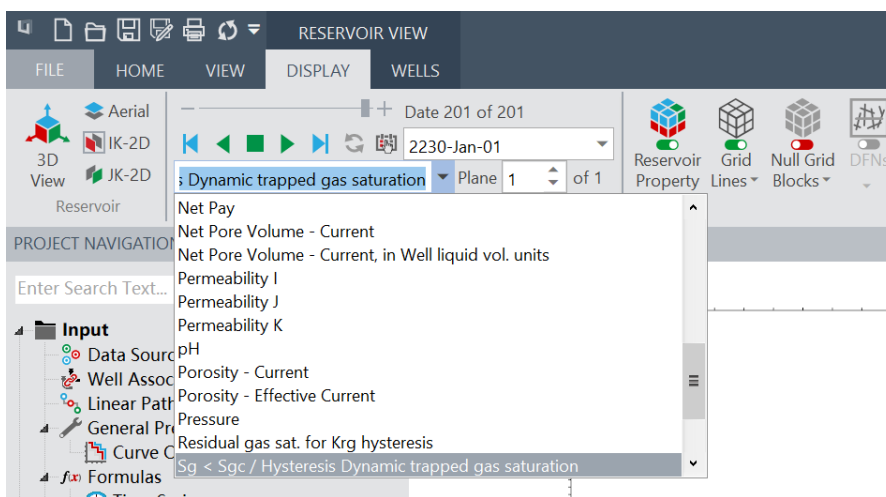 RESERVOIR VIEW
FILE
HOME
VIEW
DISPLAY
WELLS
3D
View
Aerial
IK-2D
JK-2D
Reservoir
Date 201 of 201
2230-Jan-01
Dynamic trapped gas saturation
Plane 1 of 1
Reservoir
Property
Grid
Lines
Null Grid
Blocks
DFNs
Net Pay
Net Pore Volume - Current
Net Pore Volume - Current, in Well liquid vol. units
Permeability I
Permeability J
Permeability K
pH
Porosity - Current
Porosity - Effective Current
Pressure
Residual gas sat. for Krg hysteresis
Sg < Sgc / Hysteresis Dynamic trapped gas saturation
PROJECT NAVIGATION
Enter Search Text...
Input
Data Sourc
Well Assoc
Linear Path
General Pr
Curve C
f(x) Formulas